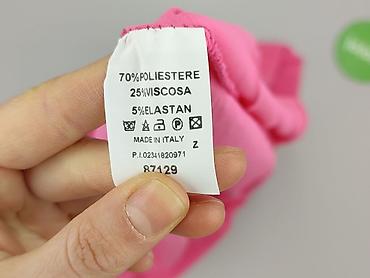 70%POLIESTERE
25%VISCOSA
5%ELASTAN
MADE IN ITALY
Z
P.I.02341820971
87129